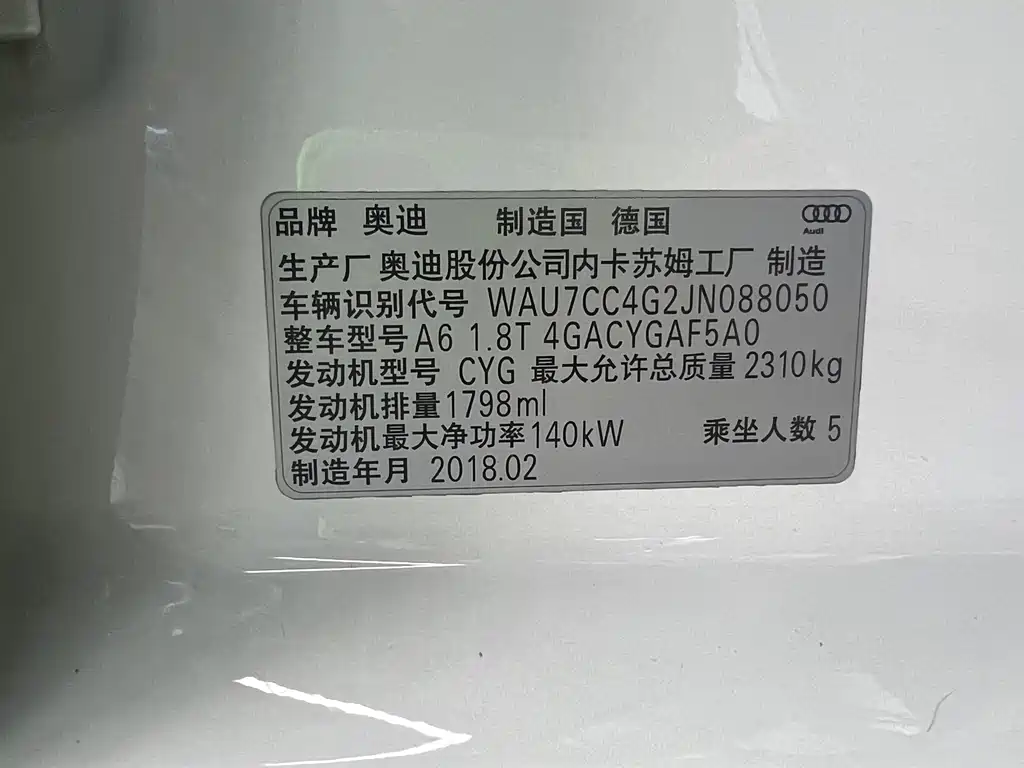 品牌 奥迪 制造国 德国
Audi
生产厂 奥迪股份公司内卡苏姆工厂 制造
车辆识别代号 WAU7CC4G2JN088050
整车型号 A6 1.8T 4GACYGAF5A0
发动机型号 CYG 最大允许总质量 2310kg
发动机排量 1798ml
发动机最大净功率 140kW 乘坐人数 5
制造年月 2018.02